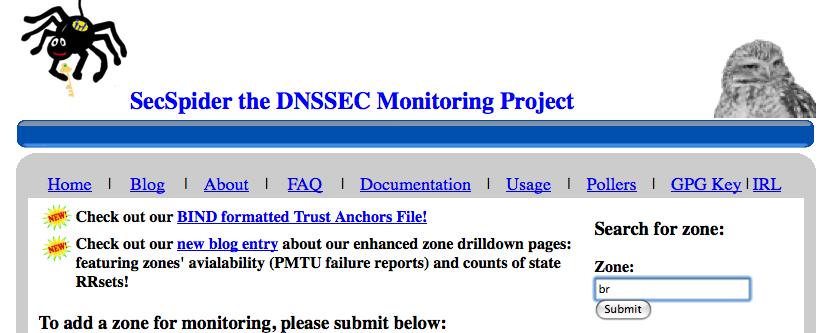 SecSpider the DNSSEC Monitoring Project
Home | Blog | About | FAQ | Documentation | Usage | Pollers | GPG Key | IRL
NEW! Check out our BIND formatted Trust Anchors File!
NEW! Check out our new blog entry about our enhanced zone drilldown pages:
featuring zones' avialability (PMTU failure reports) and counts of state
RRsets!
Search for zone:
Zone:
br
Submit
To add a zone for monitoring, please submit below: